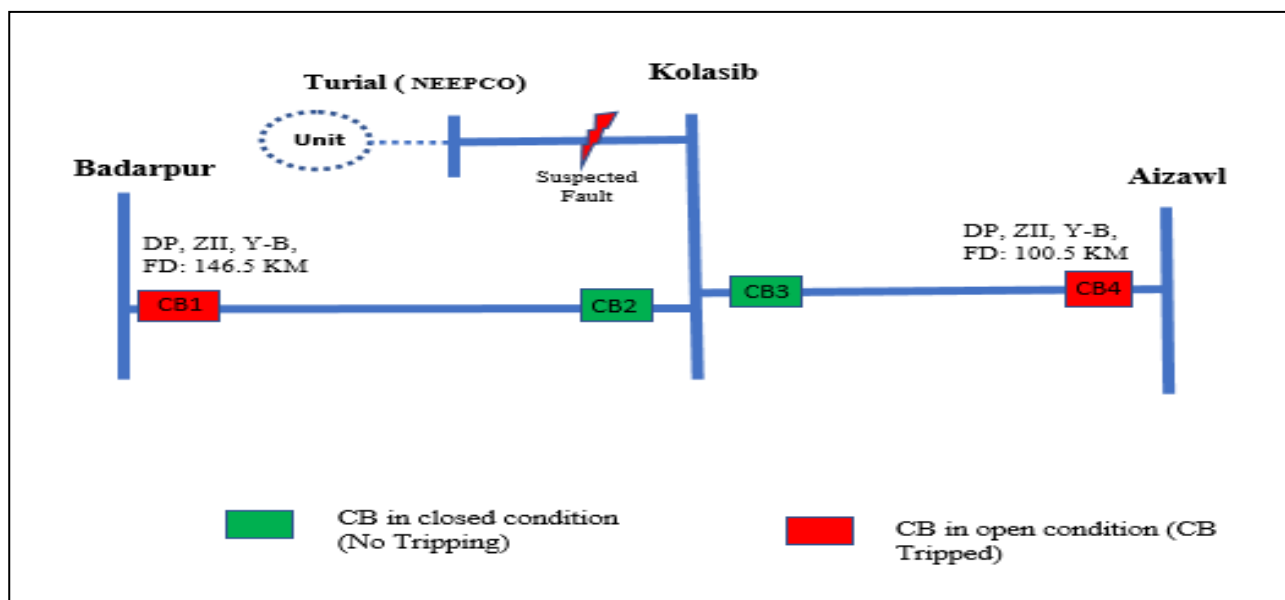 Kolasib
Turial ( NEEPCO)
Unit
Suspected
Fault
Badarpur
Aizawl
DP, ZII, Y-B,
FD: 146.5 KM
DP, ZII, Y-B,
FD: 100.5 KM
CB1
CB2
CB3
CB4
CB in closed condition
(No Tripping)
CB in open condition (CB
Tripped)